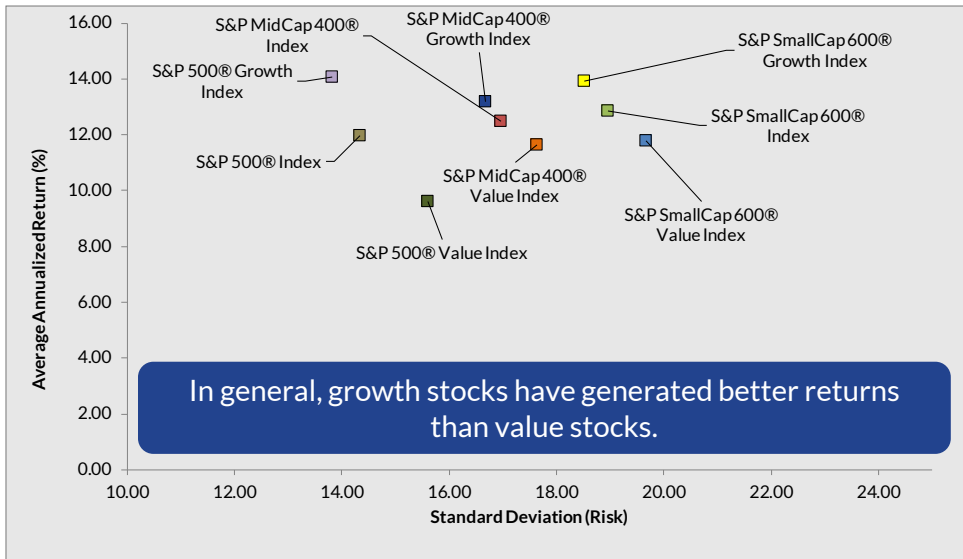 16.00
14.00
12.00
10.00
8.00
6.00
4.00
2.00
0.00
Average Annualized Return (%)
S&P MidCap 400®
Index
S&P MidCap 400®
Growth Index
S&P SmallCap 600®
Growth Index
S&P 500® Growth
Index
S&P SmallCap 600®
Index
S&P 500® Index
S&P MidCap 400®
Value Index
S&P SmallCap 600®
Value Index
S&P 500® Value Index
In general, growth stocks have generated better returns
than value stocks.
10.00 12.00 14.00 16.00 18.00 20.00 22.00 24.00
Standard Deviation (Risk)